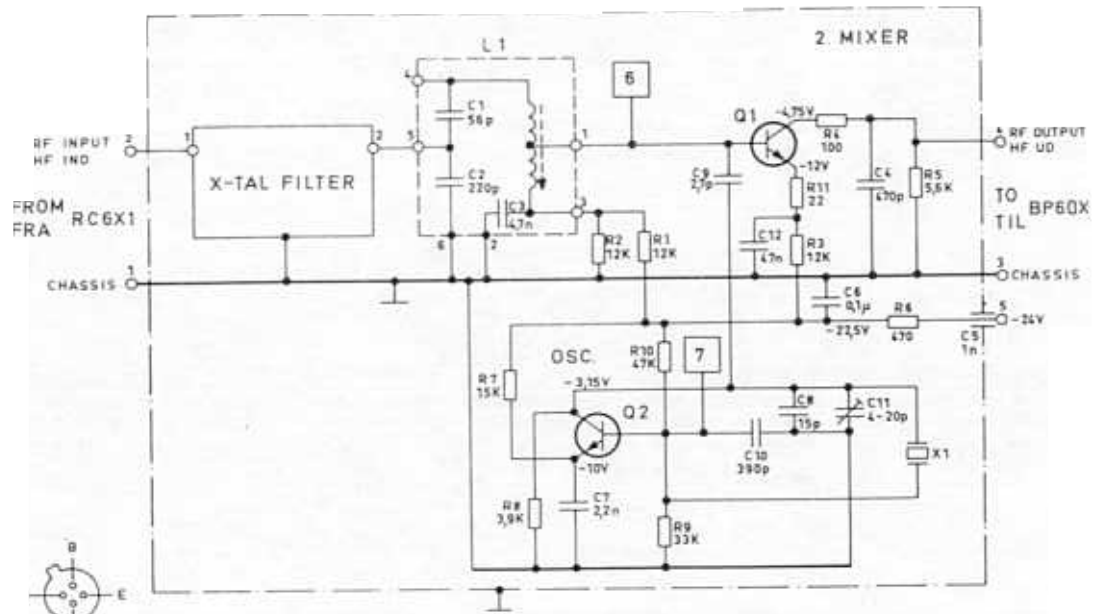 2. MIXER
L 1
4
C1
56p
5
C2
220p
C3
4,7n
6
2
1
3
6
RF INPUT
HF IND
2
1
X-TAL FILTER
2
FROM
FRA
RC6X1
CHASSIS
1
R2
12K
R1
12K
Q1
-4,75V
R4
100
-12V
R11
22
C9
2,7p
C12
47n
R3
12K
C4
470p
R5
5,6K
4
RF OUTPUT
HF UD
TO
TIL
BP60X
3
CHASSIS
C6
0,1µ
-22,5V
R6
470
5
-24V
C5
1n
R7
15K
OSC.
R10
47K
7
-3,15V
Q2
-10V
C8
15p
C11
4-20p
C10
390p
X1
R8
3,9K
C7
2,2n
R9
33K
B
E